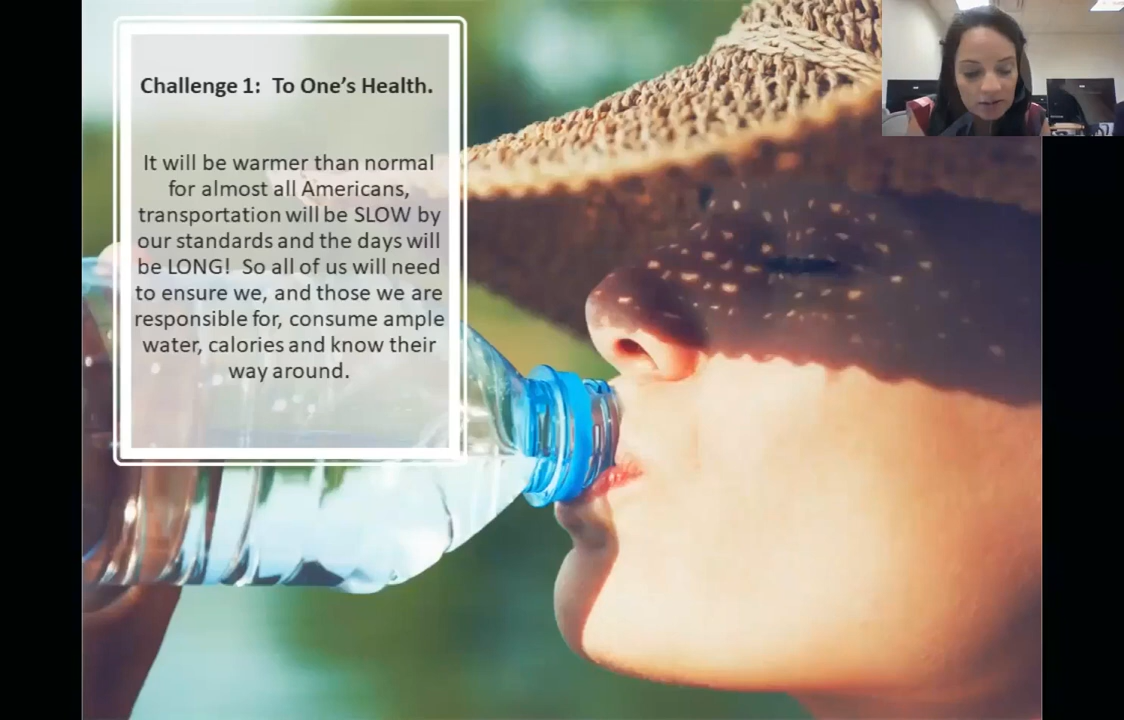 Challenge 1: To One's Health.
It will be warmer than normal
for almost all Americans,
transportation will be SLOW by
our standards and the days will
be LONG! So all of us will need
to ensure we, and those we are
responsible for, consume ample
water, calories and know their
way around.